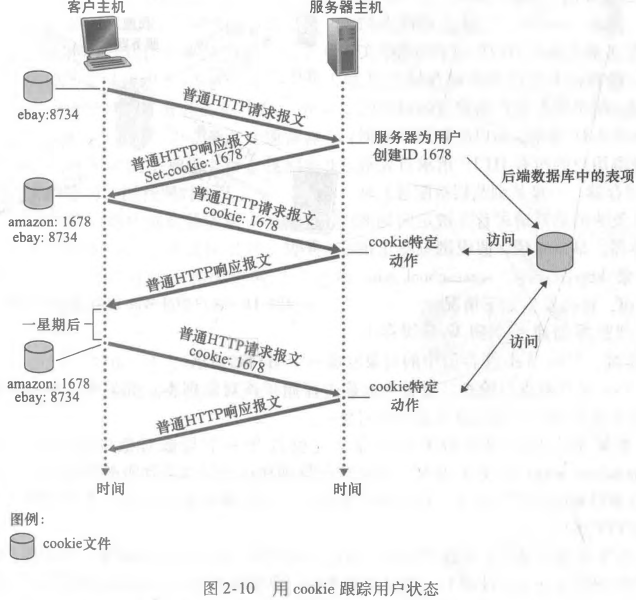 客户主机
服务器主机
ebay:8734
普通HTTP请求报文
服务器为用户
创建ID 1678
普通HTTP响应报文
Set-cookie: 1678
后端数据库中的表项
amazon: 1678
ebay: 8734
普通HTTP请求报文
cookie: 1678
cookie特定
动作
访问
普通HTTP响应报文
一星期后
amazon: 1678
ebay: 8734
普通HTTP请求报文
cookie: 1678
访问
cookie特定
动作
普通HTTP响应报文
时间
时间
图例：
cookie文件
图 2-10 用 cookie 跟踪用户状态